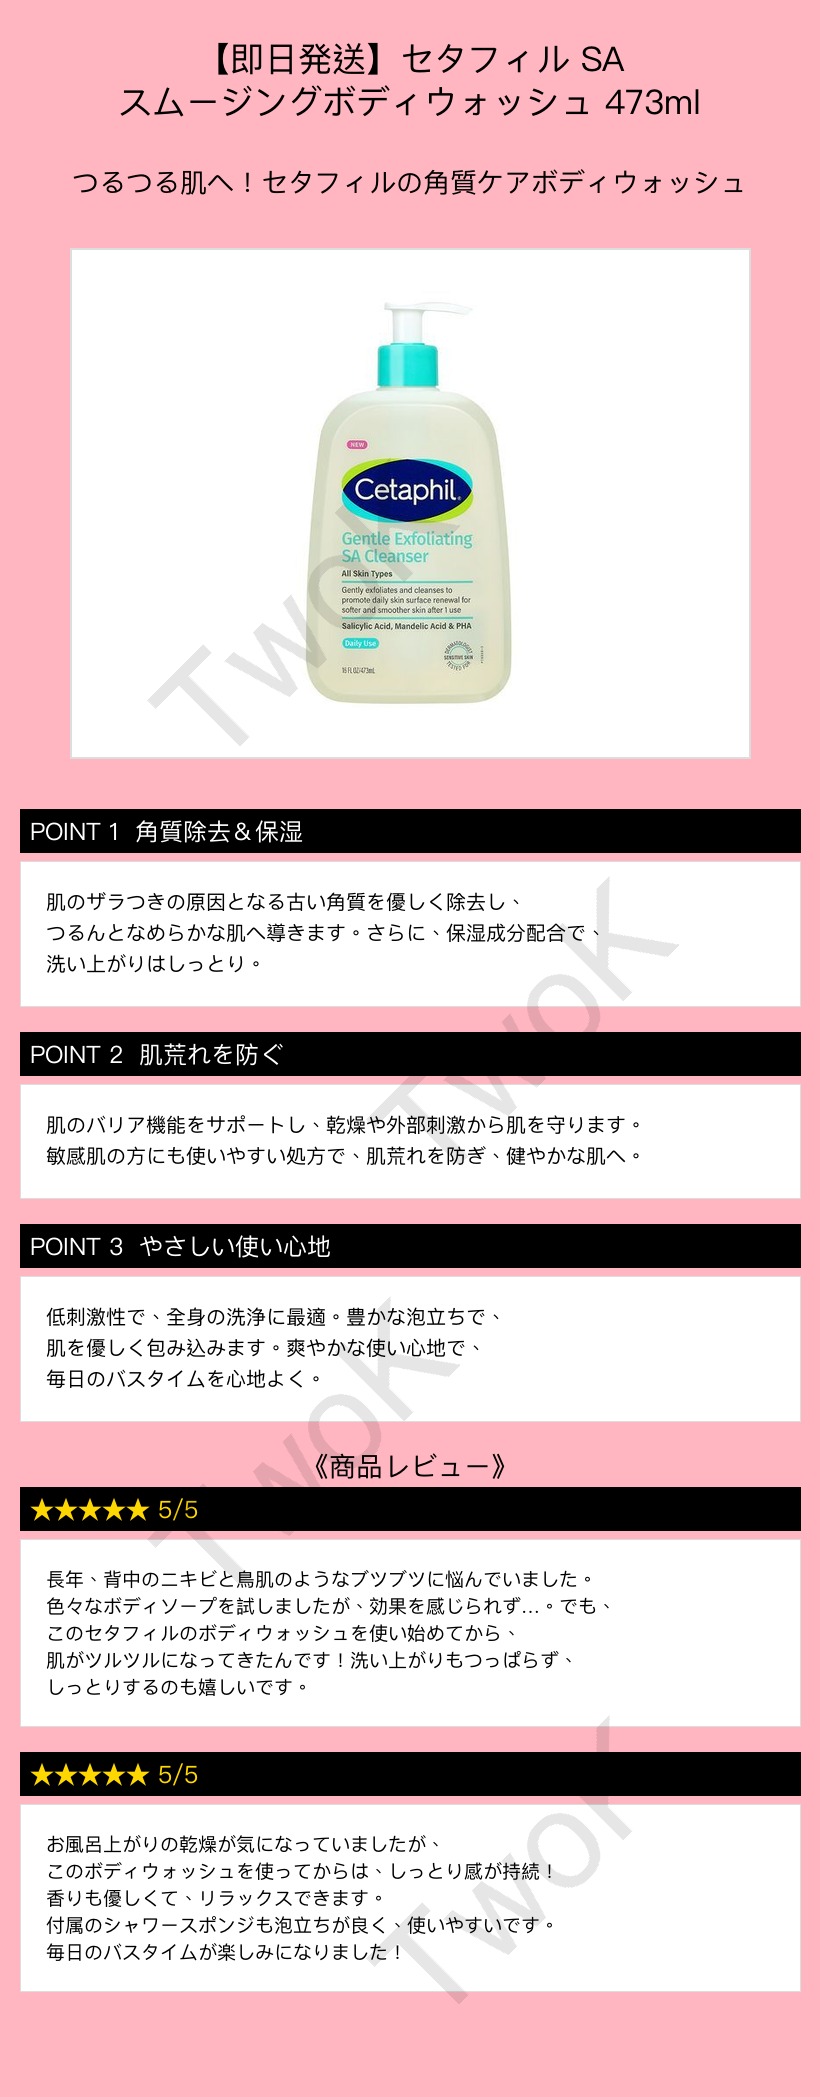 【即日発送】セタフィル SA
スムージングボディウォッシュ 473ml
つるつる肌へ！セタフィルの角質ケアボディウォッシュ
NEW
Cetaphil
Gentle Exfoliating
SA Cleanser
All Skin Types
Gently exfoliates and cleanses to
promote daily skin surface renewal for
softer and smoother skin after 1 use
Salicylic Acid, Mandelic Acid & PHA
Daily Use
DERMATOLOGIST
SENSITIVE SKIN
TESTED FOR
16 FL OZ/473mL
TwoK
POINT 1 角質除去＆保湿
肌のザラつきの原因となる古い角質を優しく除去し、
つるんとなめらかな肌へ導きます。さらに、保湿成分配合で、
洗い上がりはしっとり。
TwoK
POINT 2 肌荒れを防ぐ
肌のバリア機能をサポートし、乾燥や外部刺激から肌を守ります。
敏感肌の方にも使いやすい処方で、肌荒れを防ぎ、健やかな肌へ。
POINT 3 やさしい使い心地
低刺激性で、全身の洗浄に最適。豊かな泡立ちで、
肌を優しく包み込みます。爽やかな使い心地で、
毎日のバスタイムを心地よく。
TwoK
《商品レビュー》
★★★★★ 5/5
長年、背中のニキビと鳥肌のようなブツブツに悩んでいました。
色々なボディソープを試しましたが、効果を感じられず…。でも、
このセタフィルのボディウォッシュを使い始めてから、
肌がツルツルになってきたんです！洗い上がりもつっぱらず、
しっとりするのも嬉しいです。
★★★★★ 5/5
お風呂上がりの乾燥が気になっていましたが、
このボディウォッシュを使ってからは、しっとり感が持続！
香りも優しくて、リラックスできます。
付属のシャワースポンジも泡立ちが良く、使いやすいです。
毎日のバスタイムが楽しみになりました！
TwoK